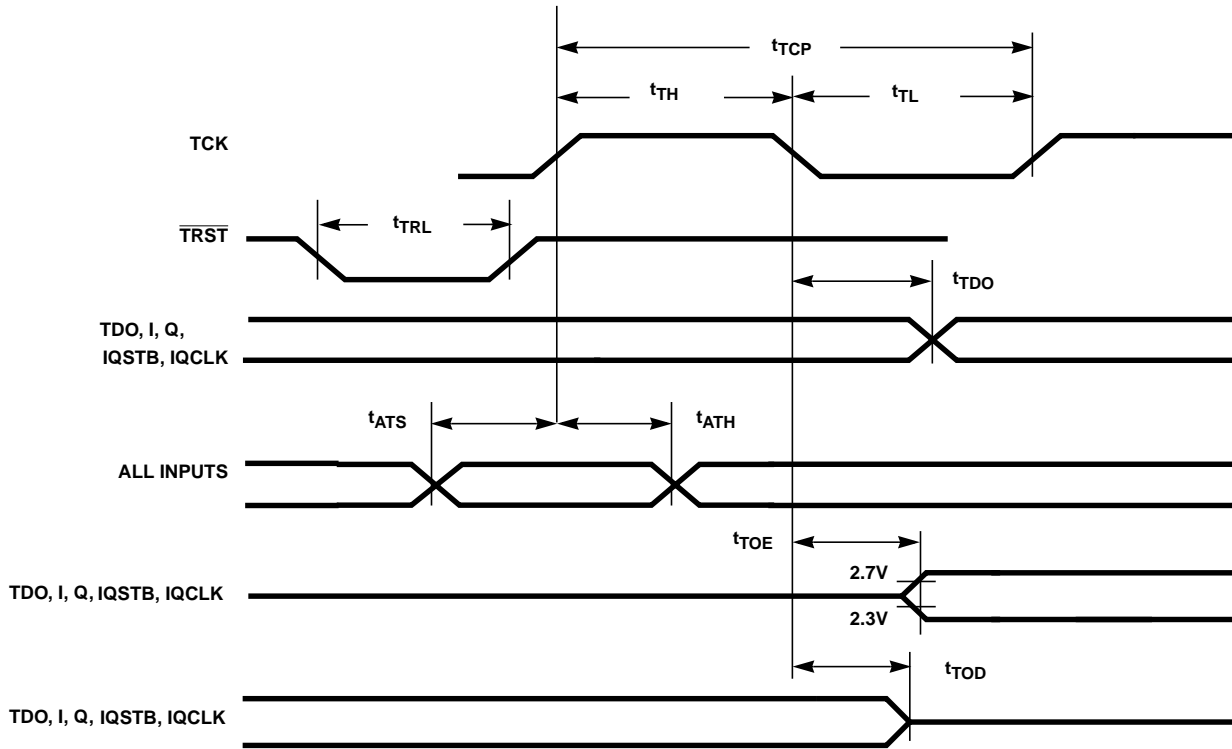 tTCP
tTH
tTL
TCK
tTRL
TRST
tTDO
TDO, I, Q,
IQSTB, IQCLK
tATS
tATH
ALL INPUTS
tTOE
2.7V
TDO, I, Q, IQSTB, IQCLK
2.3V
tTOD
TDO, I, Q, IQSTB, IQCLK